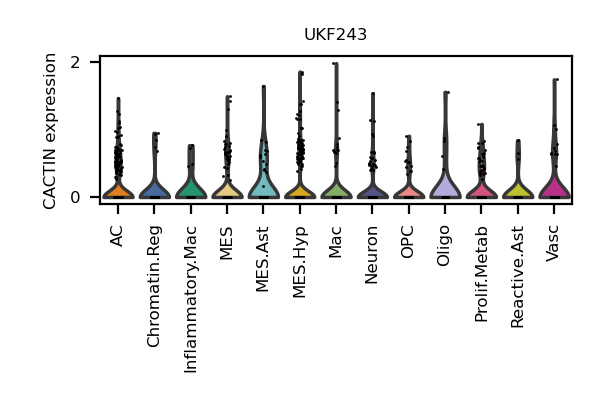 UKF243
CACTIN expression
2
0
AC
Chromatin.Reg
Inflammatory.Mac
MES
MES.Ast
MES.Hyp
Mac
Neuron
OPC
Oligo
Prolif.Metab
Reactive.Ast
Vasc